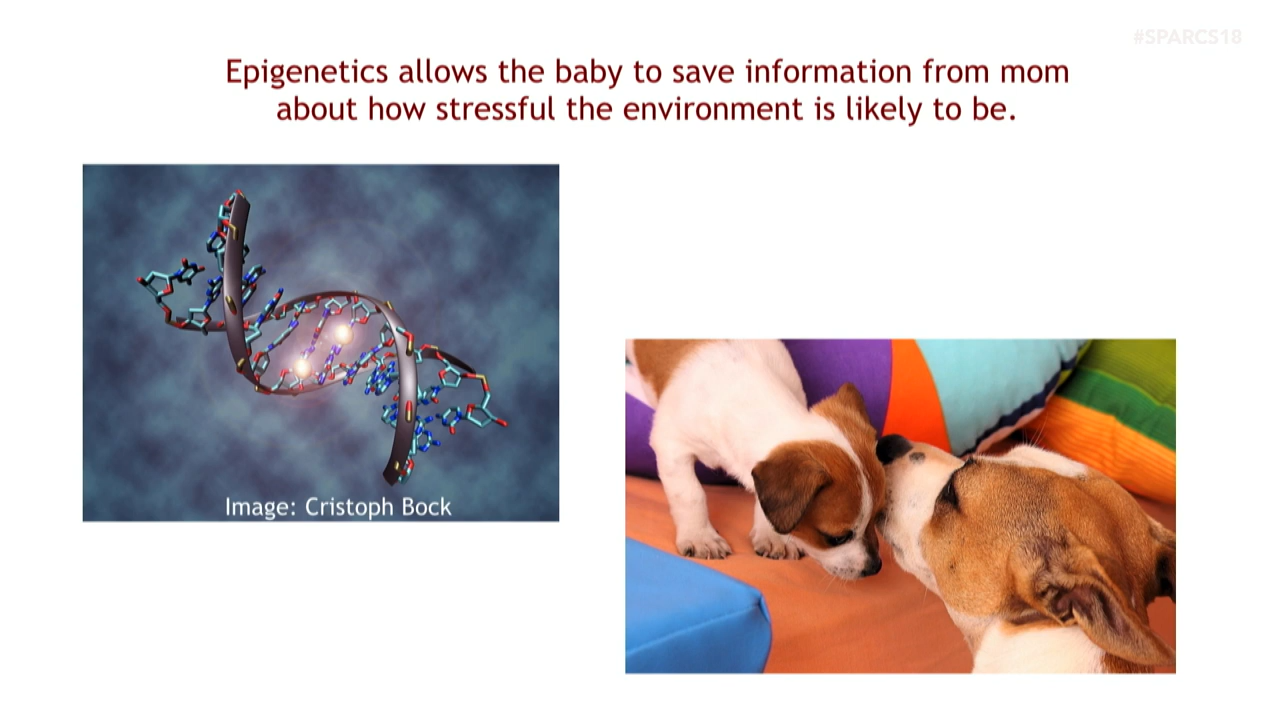 #SPARCS18
Epigenetics allows the baby to save information from mom
about how stressful the environment is likely to be.
Image: Cristoph Bock